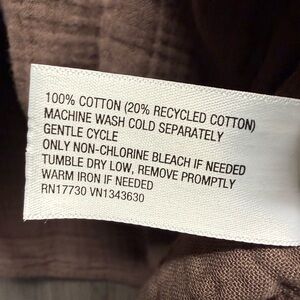 100% COTTON (20% RECYCLED COTTON)
MACHINE WASH COLD SEPARATELY
GENTLE CYCLE
ONLY NON-CHLORINE BLEACH IF NEEDED
TUMBLE DRY LOW, REMOVE PROMPTLY
WARM IRON IF NEEDED
RN17730 VN1343630